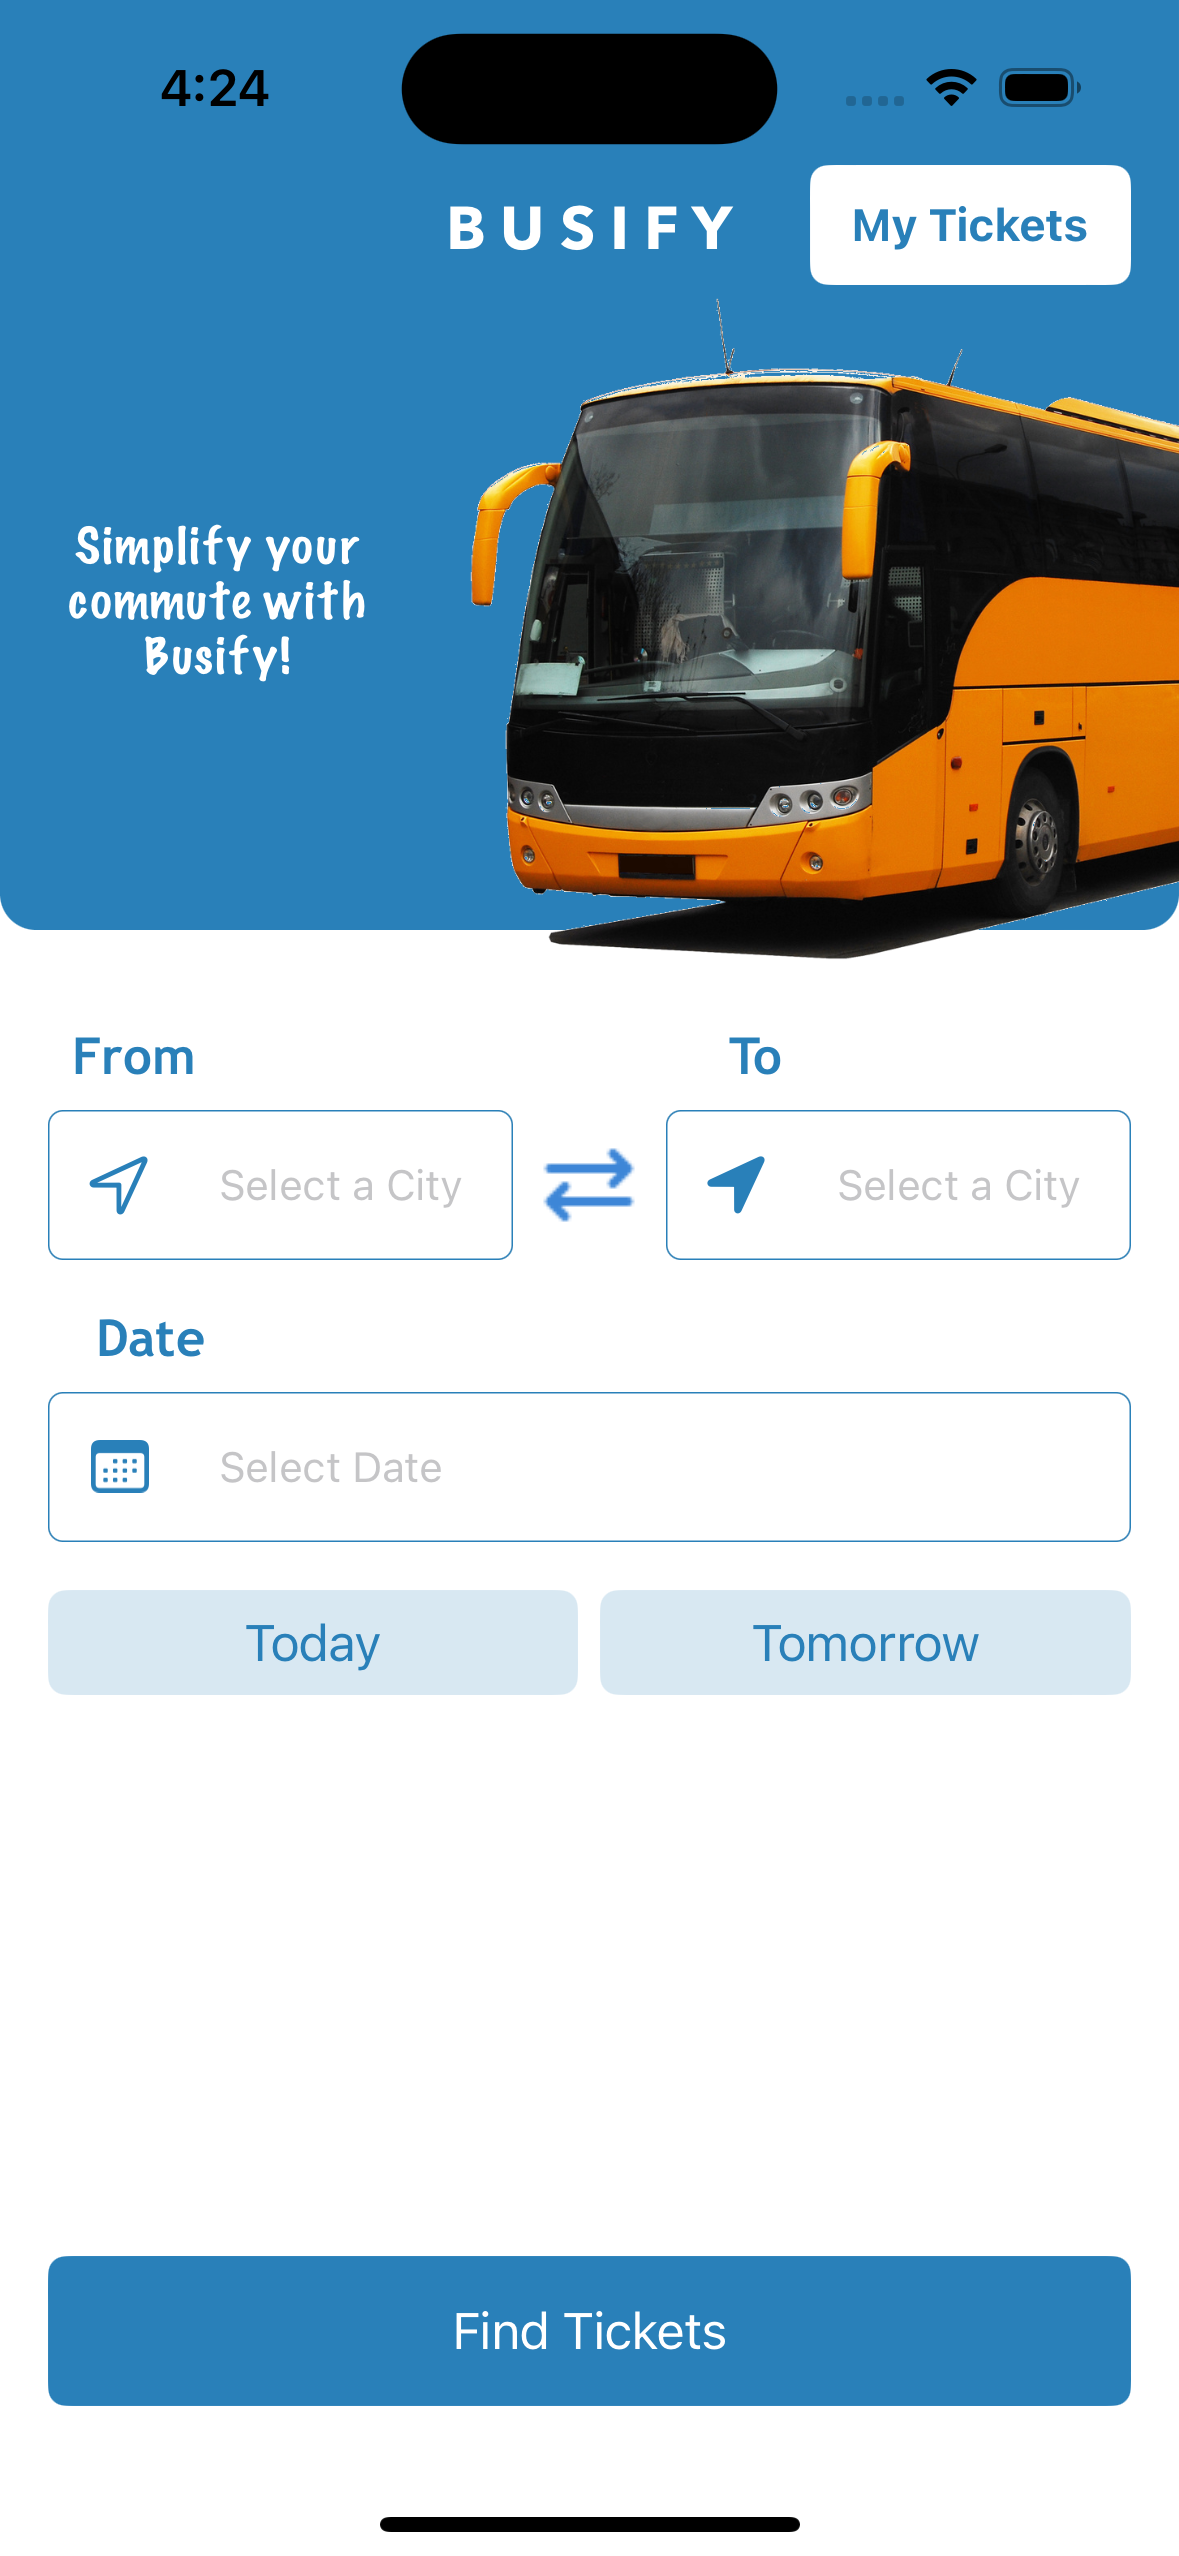 4:24
BUSIFY
My Tickets
Simplify your
commute with
Busify!
From
To
Select a City
Select a City
Date
Select Date
Today
Tomorrow
Find Tickets